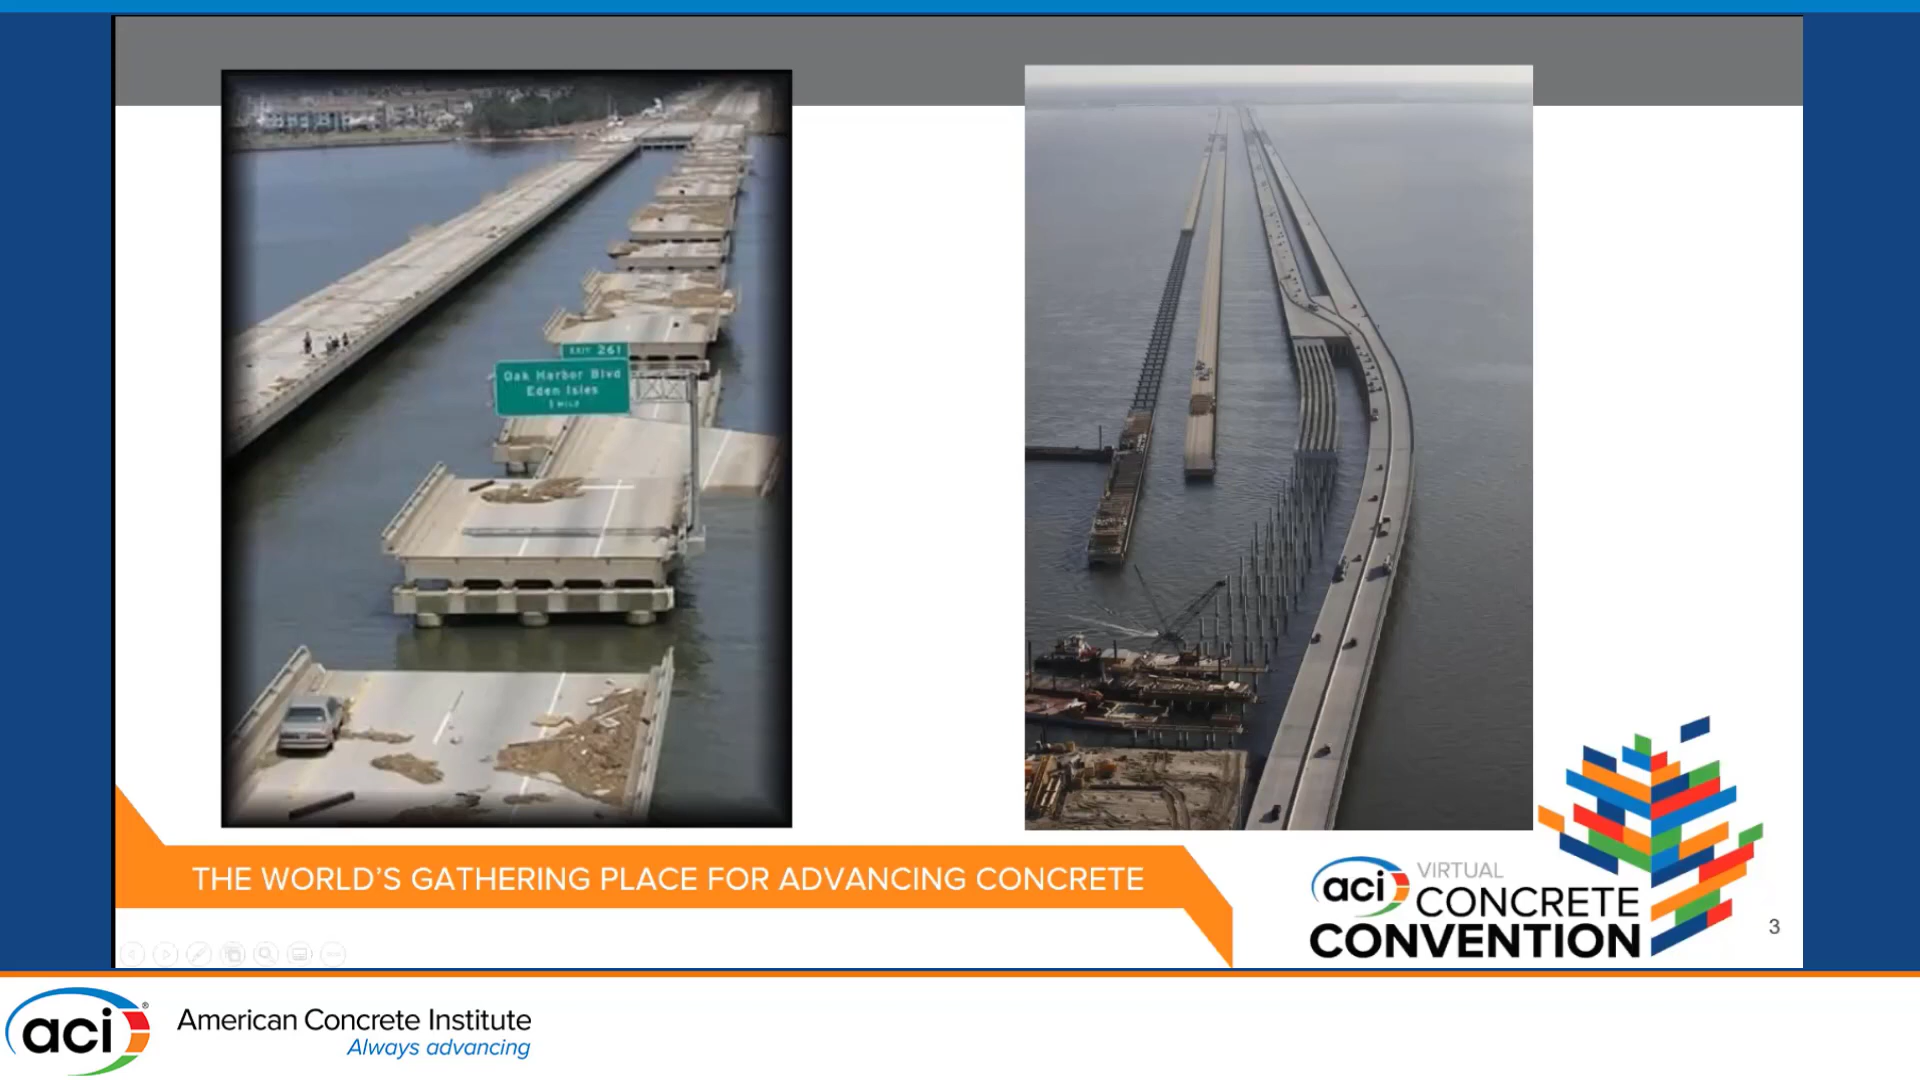 EXIT 261
Oak Harbor Blvd
Eden Isles
1 MILE
THE WORLD'S GATHERING PLACE FOR ADVANCING CONCRETE
aci VIRTUAL
CONCRETE
CONVENTION
3
aci®
American Concrete Institute
Always advancing